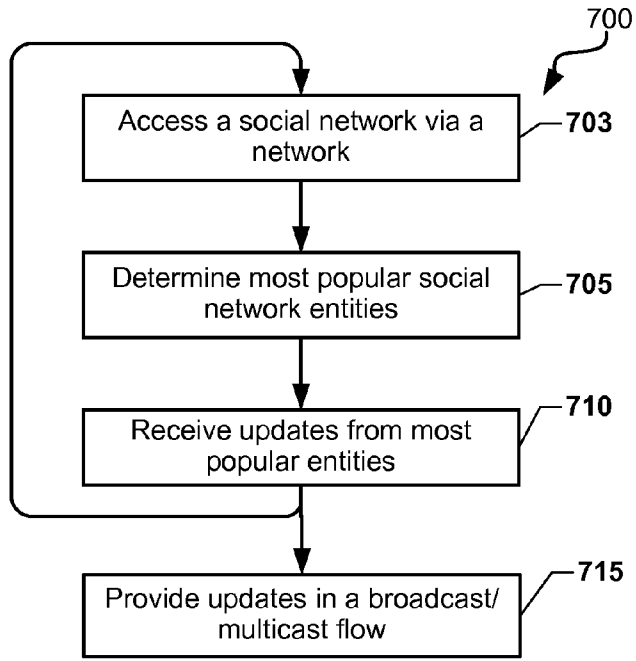 700
Access a social network via a
network
703
Determine most popular social
network entities
705
Receive updates from most
popular entities
710
Provide updates in a broadcast/
multicast flow
715